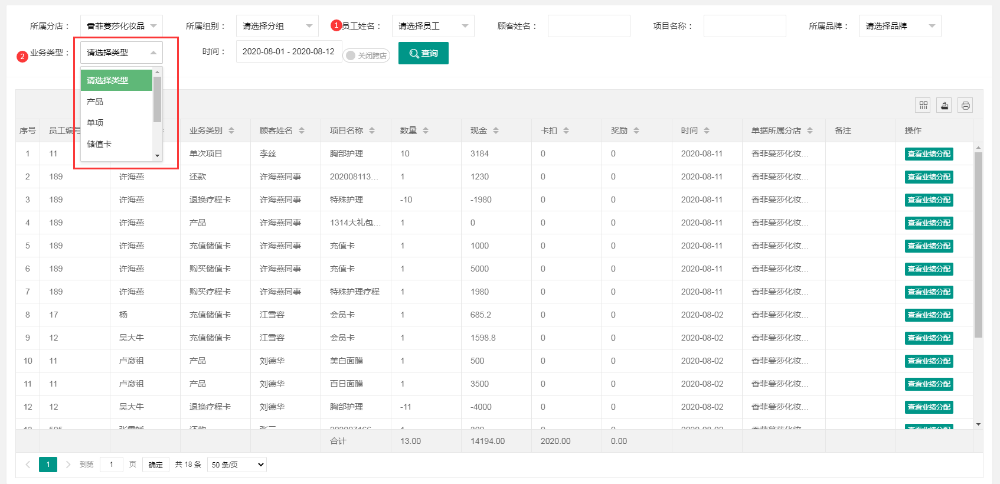 所属分店： 香菲蔓莎化妆品 所属组别： 请选择分组 1 员工姓名： 请选择员工 顾客姓名： 项目名称： 所属品牌： 请选择品牌
2 业务类型： 请选择类型 时间： 2020-08-01 - 2020-08-12 关闭跨店 查询
请选择类型
产品
单项
储值卡
序号 员工编号 业务类别 顾客姓名 项目名称 数量 现金 卡扣 奖励 时间 单据所属分店 备注 操作
1 11 单次项目 李丝 胸部护理 10 3184 0 0 2020-08-11 香菲蔓莎化妆... 查看业绩分配
2 189 许海燕 还款 许海燕同事 202008113... 1 1230 0 0 2020-08-11 香菲蔓莎化妆... 查看业绩分配
3 189 许海燕 退换疗程卡 许海燕同事 特殊护理 -10 -1980 0 0 2020-08-11 香菲蔓莎化妆... 查看业绩分配
4 189 许海燕 产品 许海燕同事 1314大礼包... 1 0 0 0 2020-08-11 香菲蔓莎化妆... 查看业绩分配
5 189 许海燕 充值储值卡 许海燕同事 充值卡 1 1000 0 0 2020-08-11 香菲蔓莎化妆... 查看业绩分配
6 189 许海燕 购买储值卡 许海燕同事 充值卡 1 5000 0 0 2020-08-11 香菲蔓莎化妆... 查看业绩分配
7 189 许海燕 购买疗程卡 许海燕同事 特殊护理疗程 1 1980 0 0 2020-08-11 香菲蔓莎化妆... 查看业绩分配
8 17 杨 充值储值卡 江雪容 会员卡 1 685.2 0 0 2020-08-02 香菲蔓莎化妆... 查看业绩分配
9 12 吴大牛 充值储值卡 江雪容 会员卡 1 1598.8 0 0 2020-08-02 香菲蔓莎化妆... 查看业绩分配
10 11 卢彦祖 产品 刘德华 美白面膜 1 500 0 0 2020-08-02 香菲蔓莎化妆... 查看业绩分配
11 11 卢彦祖 产品 刘德华 百日面膜 1 3500 0 0 2020-08-02 香菲蔓莎化妆... 查看业绩分配
12 12 吴大牛 退换疗程卡 刘德华 胸部护理 -11 -4000 0 0 2020-08-02 香菲蔓莎化妆... 查看业绩分配
合计 13.00 14194.00 2020.00 0.00
1 到第 1 页 确定 共 18 条 50 条/页